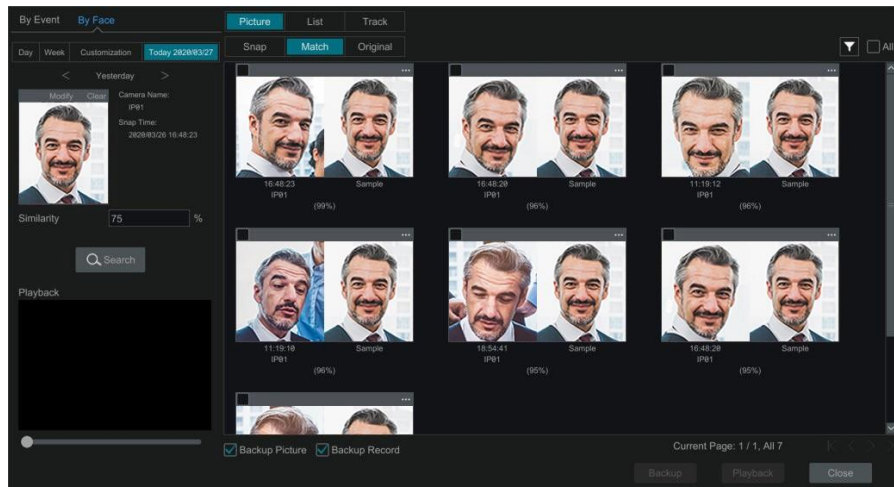 By Event By Face
Picture List Track
Day Week Customization Today 2020/03/27
Snap Match Original
All
< Yesterday >
Modify Clear
Camera Name:
IP01
Snap Time:
2020/03/26 16:48:23
Similarity 75 %
Search
Playback
16:48:23 Sample
IP01
(99%)
16:48:20 Sample
IP01
(96%)
11:19:12 Sample
IP01
(96%)
11:19:10 Sample
IP01
(96%)
18:54:41 Sample
IP01
(95%)
16:48:20 Sample
IP01
(95%)
Backup Picture Backup Record
Current Page: 1 / 1, All 7
Backup Playback Close